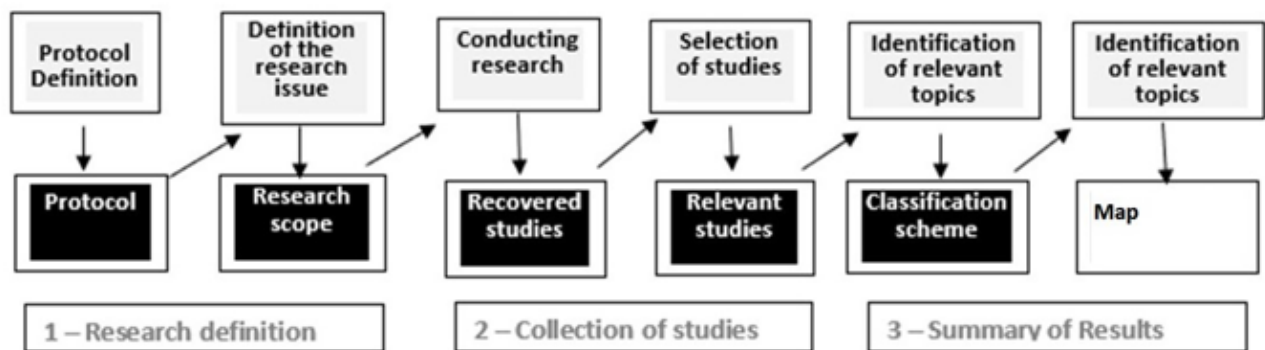 Protocol
Definition
Definition
of the
research
issue
Conducting
research
Selection
of studies
Identification
of relevant
topics
Identification
of relevant
topics
Protocol
Research
scope
Recovered
studies
Relevant
studies
Classification
scheme
Map
1 – Research definition
2 – Collection of studies
3 – Summary of Results